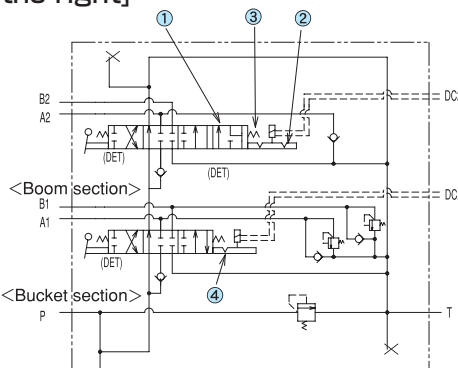 the right]
① ③ ②
B2
A2
DC
(DET)
(DET)
<Boom section>
B1
A1
DC
(DET)
④
<Bucket section>
P
T